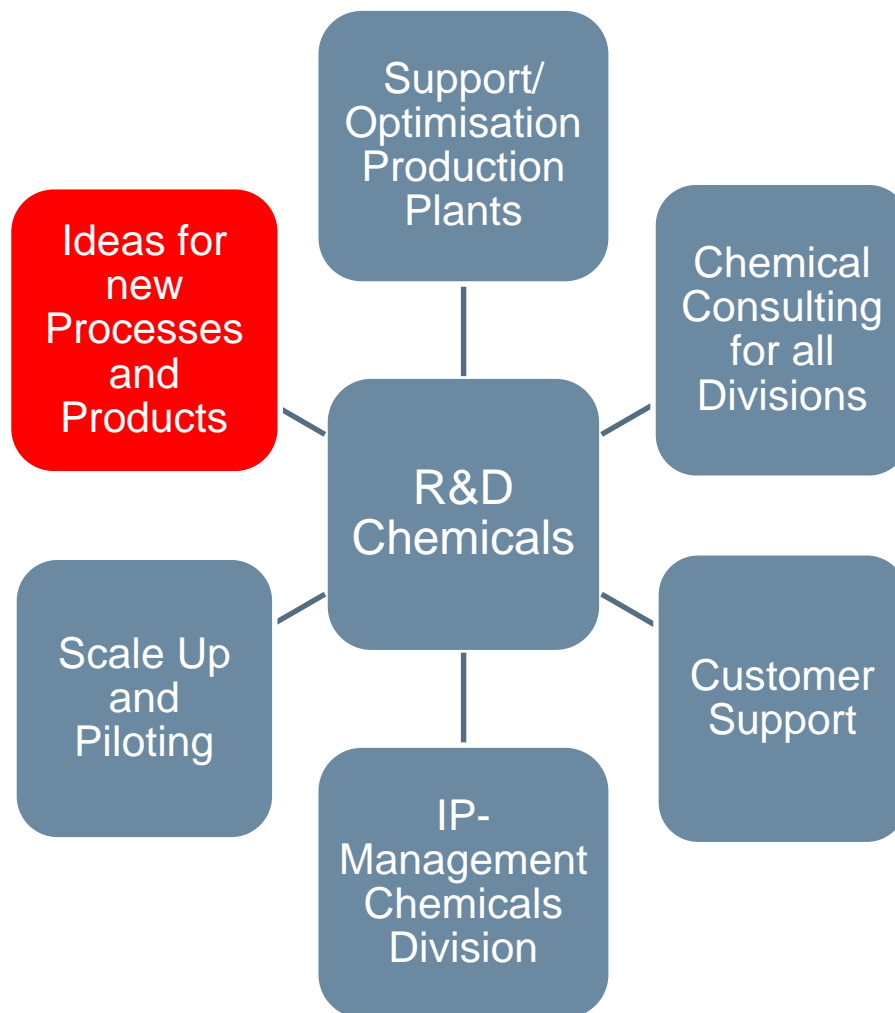 Support/
Optimisation
Production
Plants
Ideas for
new
Processes
and
Products
Chemical
Consulting
for all
Divisions
R&D
Chemicals
Scale Up
and
Piloting
Customer
Support
IP-
Management
Chemicals
Division